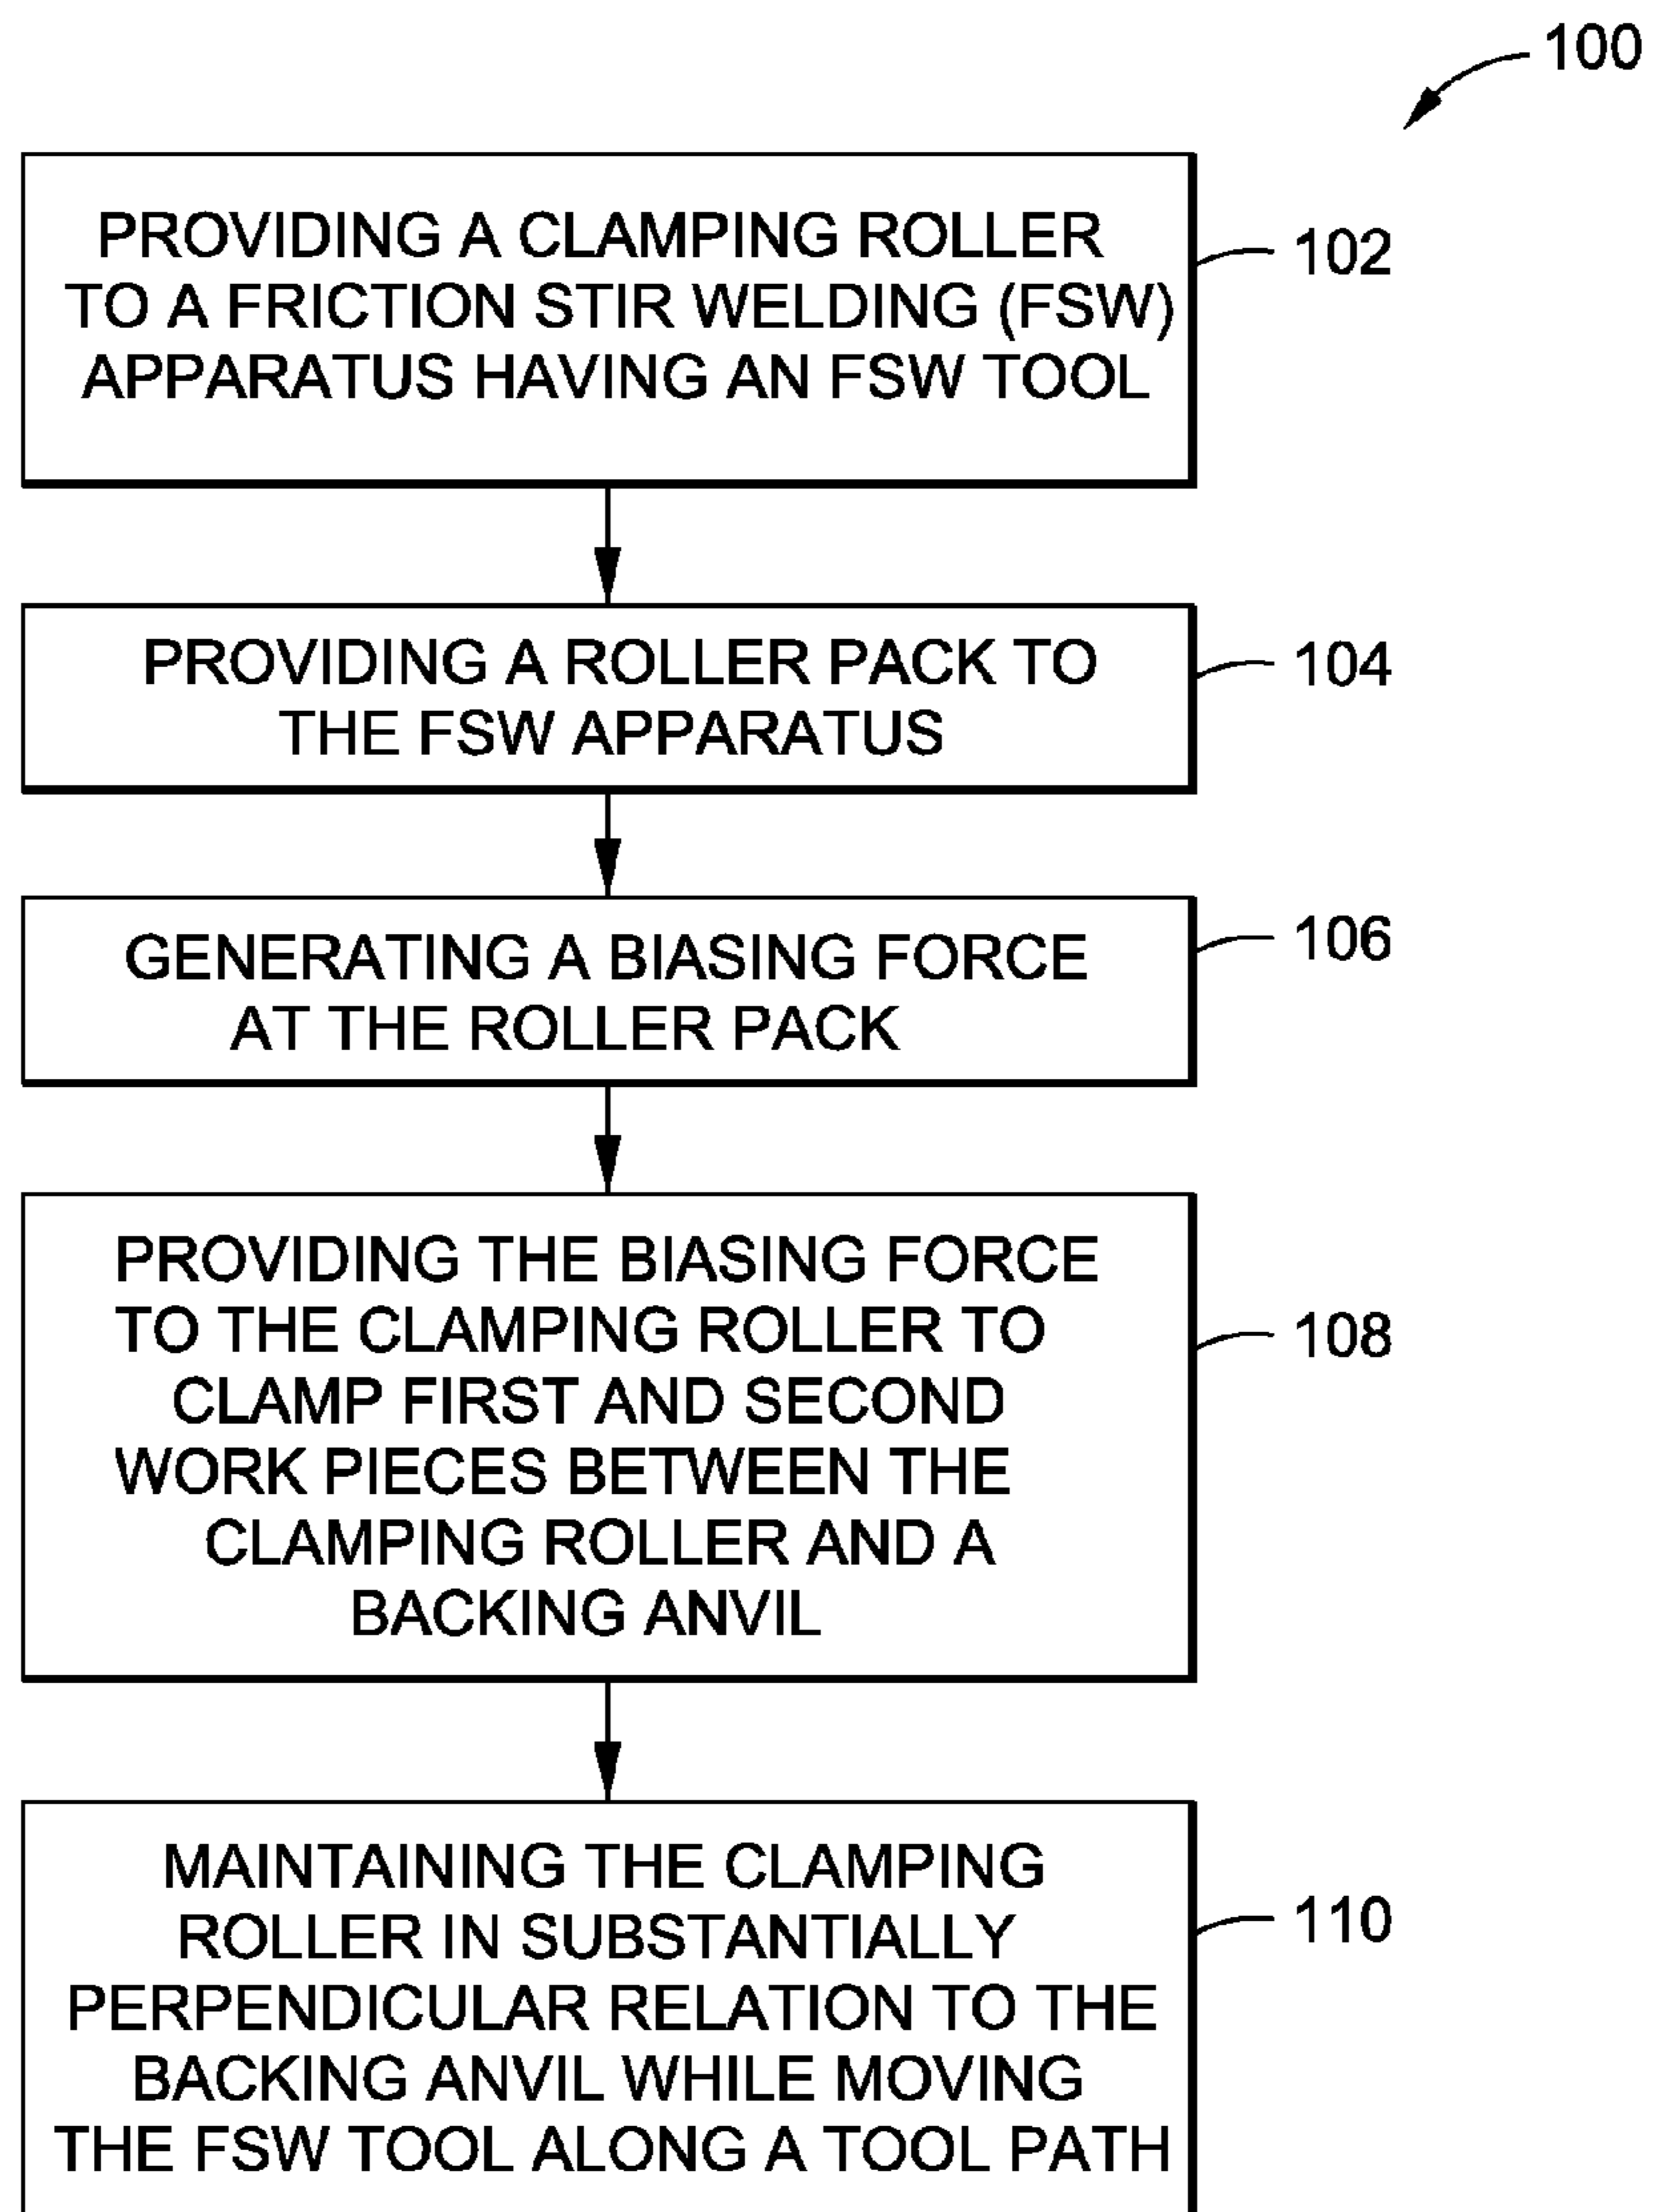 100
PROVIDING A CLAMPING ROLLER
TO A FRICTION STIR WELDING (FSW)
APPARATUS HAVING AN FSW TOOL
102
PROVIDING A ROLLER PACK TO
THE FSW APPARATUS
104
GENERATING A BIASING FORCE
AT THE ROLLER PACK
106
PROVIDING THE BIASING FORCE
TO THE CLAMPING ROLLER TO
CLAMP FIRST AND SECOND
WORK PIECES BETWEEN THE
CLAMPING ROLLER AND A
BACKING ANVIL
108
MAINTAINING THE CLAMPING
ROLLER IN SUBSTANTIALLY
PERPENDICULAR RELATION TO THE
BACKING ANVIL WHILE MOVING
THE FSW TOOL ALONG A TOOL PATH
110